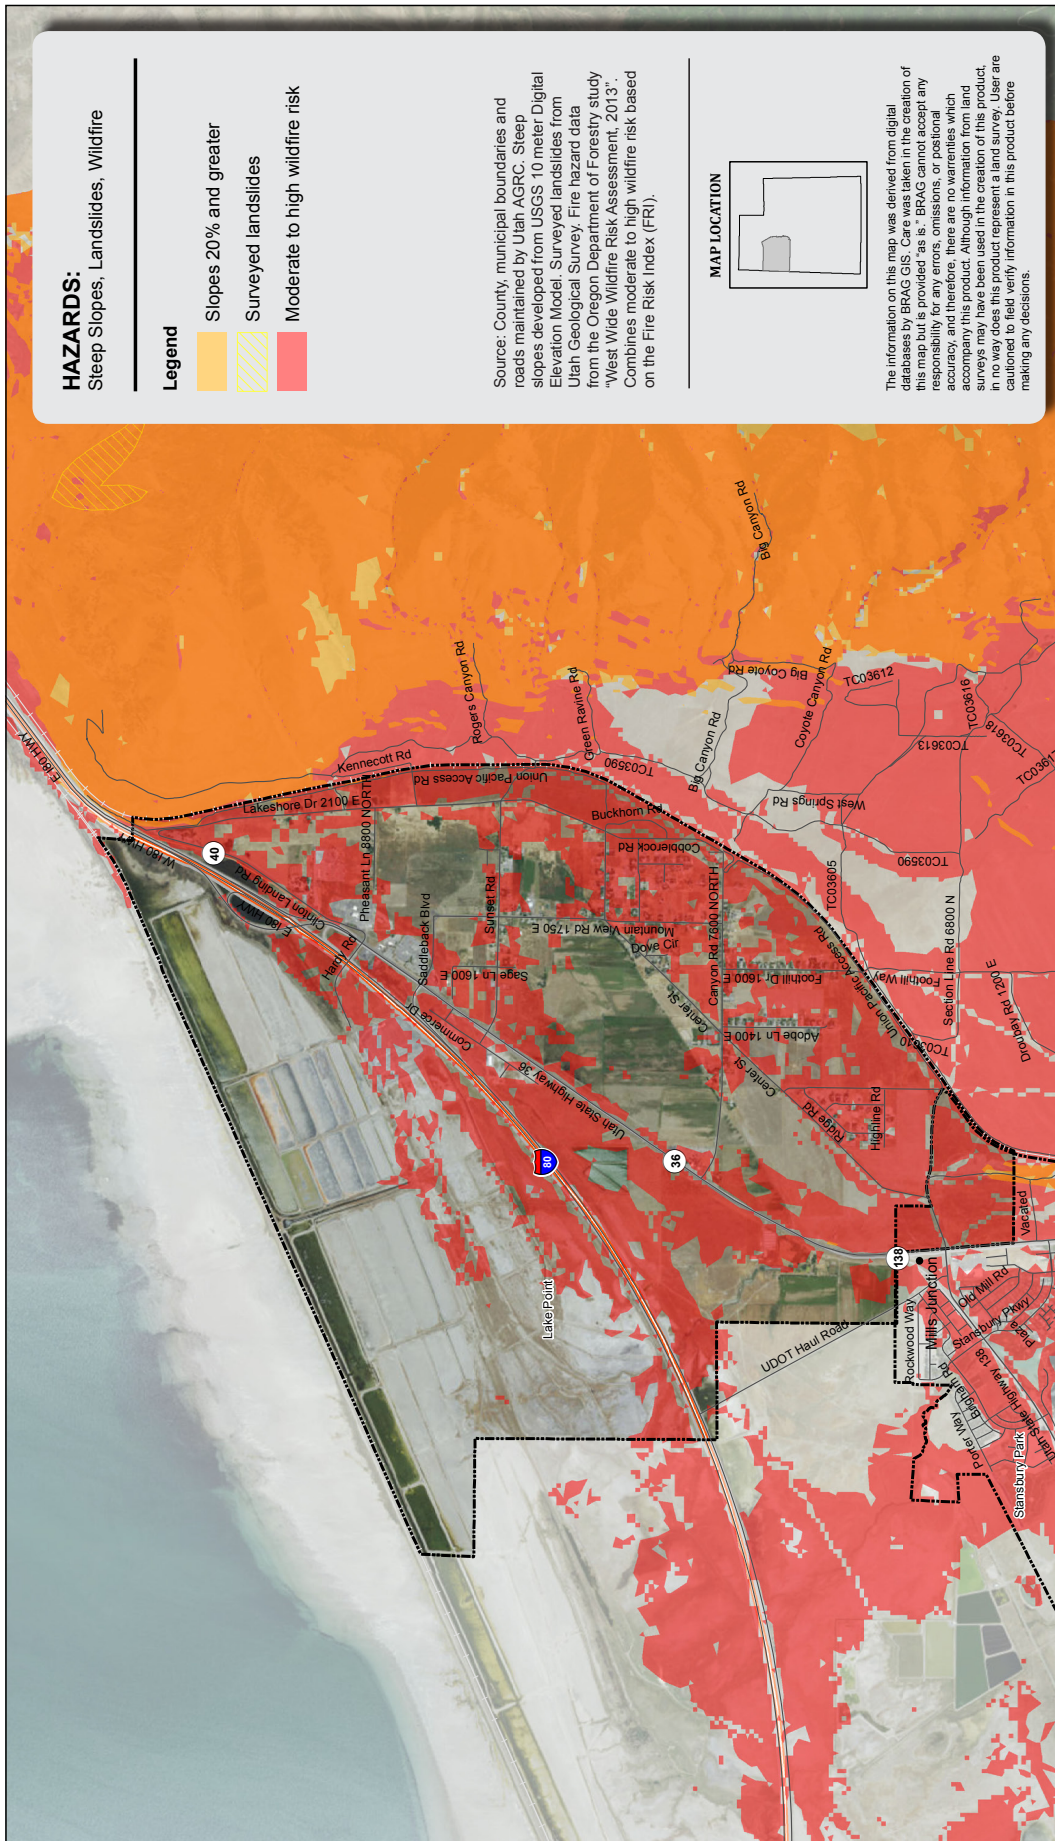 HAZARDS:
Steep Slopes, Landslides, Wildfire
Legend
Slopes 20% and greater
Surveyed landslides
Moderate to high wildfire risk
Source: County, municipal boundaries and
roads maintained by Utah AGRC. Steep
slopes developed from USGS 10 meter Digital
Elevation Model. Surveyed landslides from
Utah Geological Survey. Fire hazard data
from the Oregon Department of Forestry study
“West Wide Wildfire Risk Assessment, 2013”.
Combines moderate to high wildfire risk based
on the Fire Risk Index (FRI).
MAP LOCATION
The information on this map was derived from digital
databases by BRAG GIS. Care was taken in the creation of
this map but is provided "as is." BRAG cannot accept any
responsibility for any errors, omissions, or postional
accuracy, and therefore, there are no warranties which
accompany this product. Although information from land
surveys may have been used in the creation of this product,
in no way does this product represent a land survey. User are
cautioned to field verify information in this product before
making any decisions.
E I80 HWY
W I80 HWY
40
Clinton Landing Rd
E I80 HWY
Hardy Rd
Lakeshore Dr 2100 E
Kennecott Rd
Pheasant Ln 8800 NORTH
Rogers Canyon Rd
Union Pacific Access Rd
Saddleback Blvd
Sunset Rd
Sage Ln 1600 E
Commerce Dr
Utah State Highway 36
Green Ravine Rd
TC03590
Buckhorn Rd
Cobblerock Rd
Mountain View Rd 1750 E
Dove Cir
Center St
Canyon Rd 7600 NORTH
Foothill Dr 1600 E
Adobe Ln 1400 E
Center St
Ridge Rd
Highline Rd
80
36
Lake Point
Big Canyon Rd
Big Canyon Rd
Big Coyote Rd
Coyote Canyon Rd
West Springs Rd
TC03612
TC03616
TC03618
TC03613
TC03605
TC03590
Union Pacific Access Rd
Foothill Way
Section Line Rd 6800 N
Droubay Rd 1200 E
Vacated
138
Mills Junction
Rockwood Way
Old Mill Rd
Stansbury Pkwy
Plaza
UDOT Haul Road
Brigham Rd
Porter Way
Utah State Highway 138
Stansbury Park